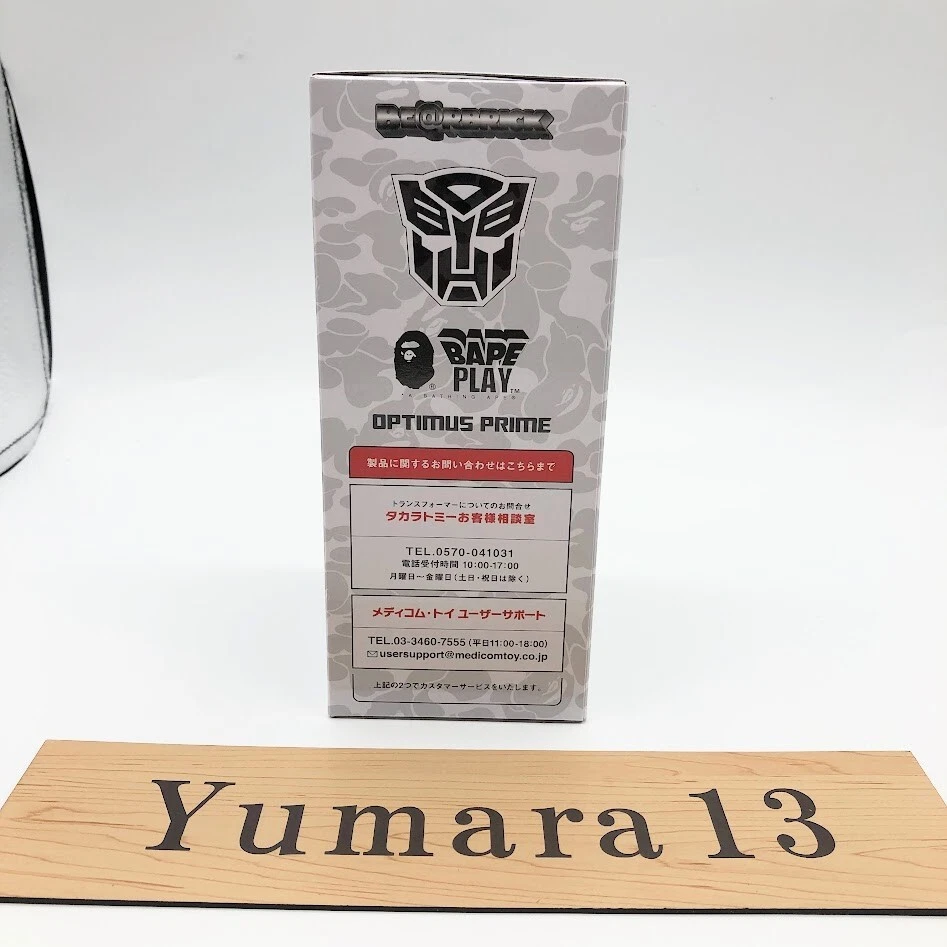 BE@RBRICK
BAPE
PLAY™
®
"A BATHING APE®
OPTIMUS PRIME
製品に関するお問い合わせはこちらまで
トランスフォーマーについてのお問合せ
タカラトミーお客様相談室
TEL.0570-041031
電話受付時間 10:00-17:00
月曜日～金曜日(土日・祝日は除く)
メディコム・トイ ユーザーサポート
TEL.03-3460-7555(平日11:00-18:00)
usersupport@medicomtoy.co.jp
上記の2つでカスタマーサービスをいたします。
Yumara13